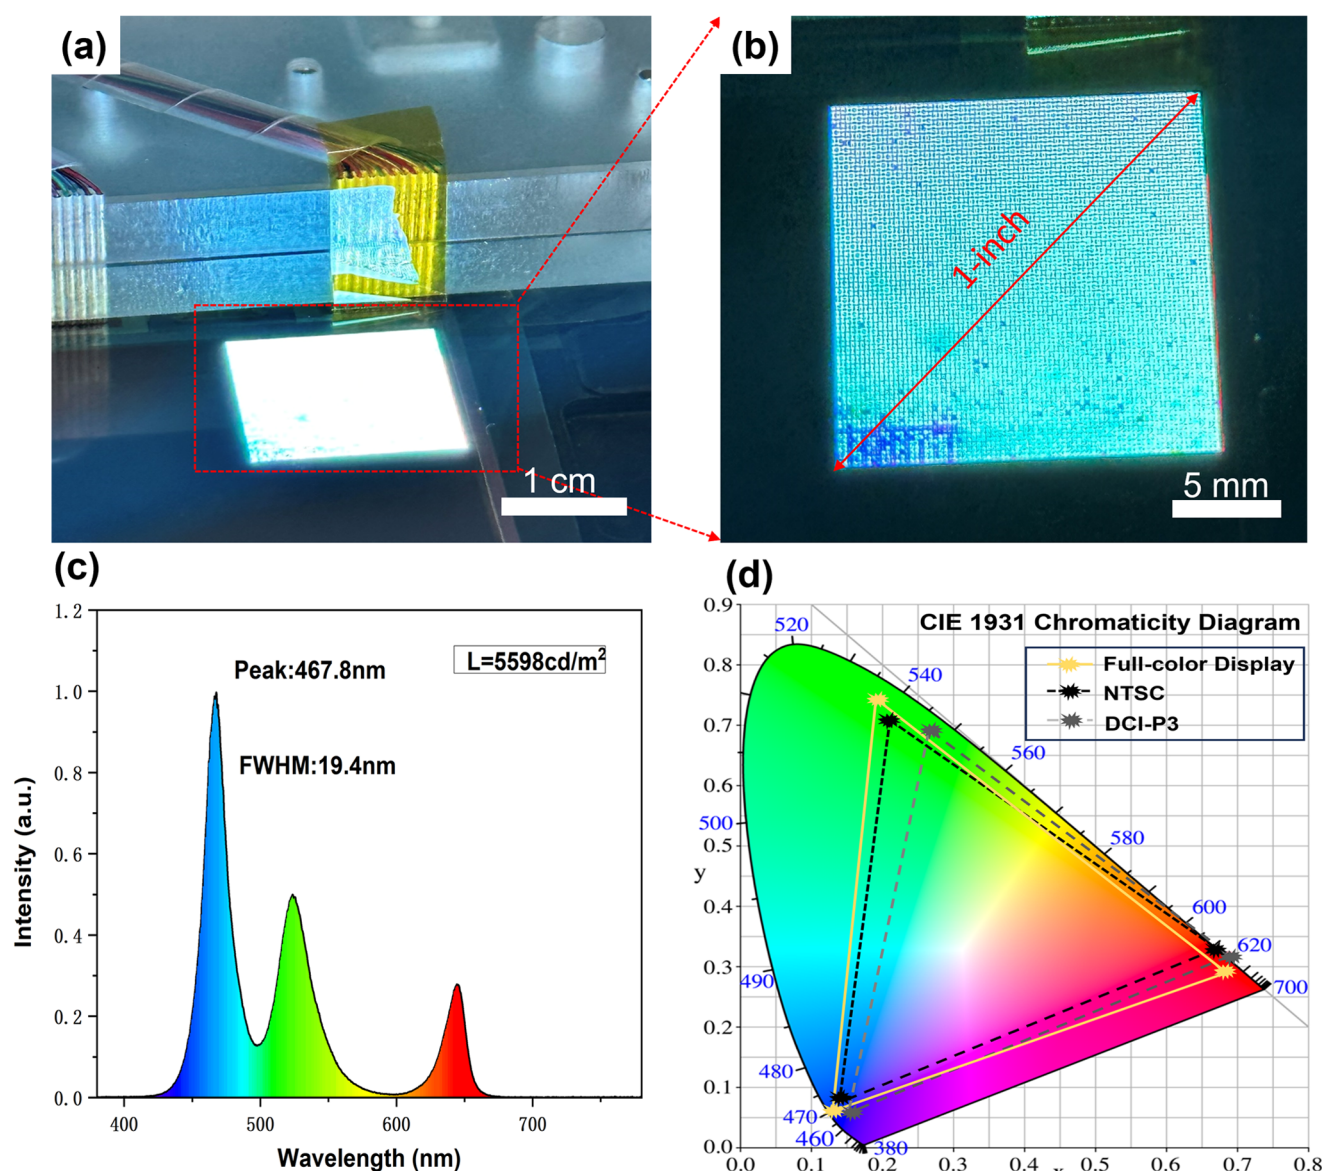 (a)
1 cm
(b)
1-inch
5 mm
(c)
1.2
1.0
0.8
0.6
0.4
0.2
0.0
Intensity (a.u.)
Peak:467.8nm
FWHM:19.4nm
L=5598cd/m²
400
500
600
700
Wavelength (nm)
(d)
CIE 1931 Chromaticity Diagram
Full-color Display
NTSC
DCI-P3
0.9
0.8
0.7
0.6
0.5
y
0.4
0.3
0.2
0.1
0.0
520
540
560
580
600
620
700
500
490
480
470
460
380
0.0
0.1
0.2
0.3
0.4
0.5
0.6
0.7
0.8
x